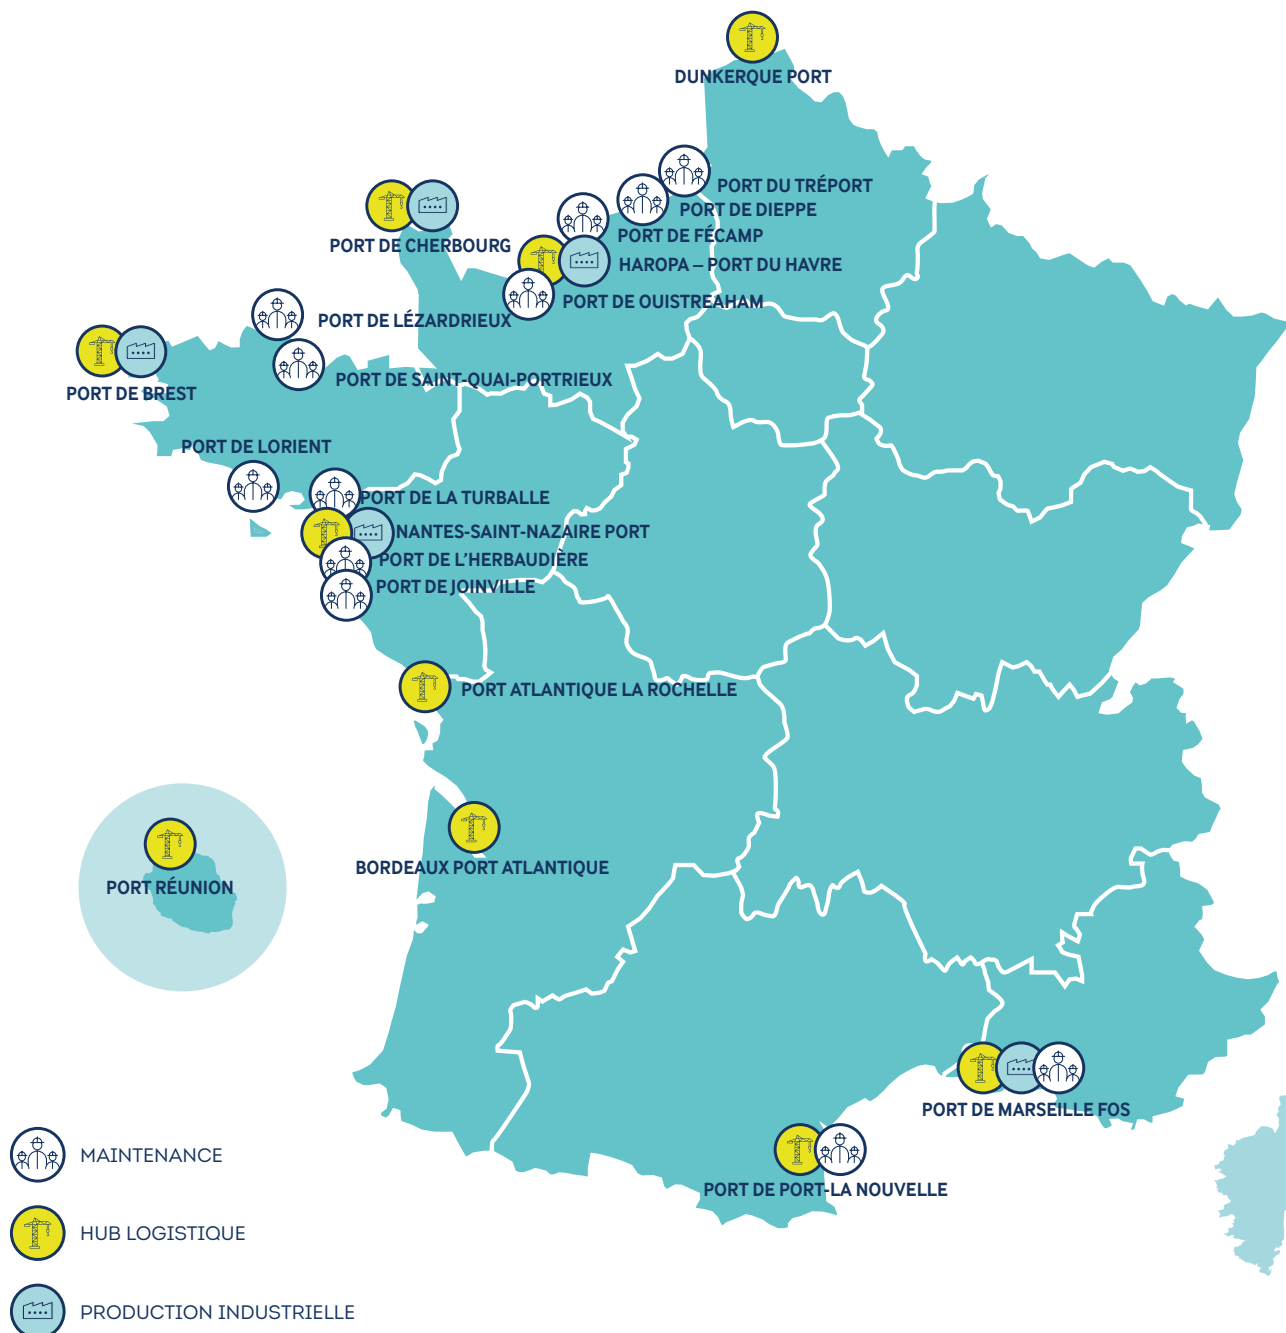 DUNKERQUE PORT
PORT DU TRÉPORT
PORT DE DIEPPE
PORT DE FÉCAMP
PORT DE CHERBOURG
HAROPA – PORT DU HAVRE
PORT DE OUISTREAHAM
PORT DE LÉZARDRIEUX
PORT DE SAINT-QUAI-PORTRIEUX
PORT DE BREST
PORT DE LORIENT
PORT DE LA TURBALLE
NANTES-SAINT-NAZAIRE PORT
PORT DE L’HERBAUDIÈRE
PORT DE JOINVILLE
PORT ATLANTIQUE LA ROCHELLE
BORDEAUX PORT ATLANTIQUE
PORT RÉUNION
PORT DE MARSEILLE FOS
PORT DE PORT-LA NOUVELLE
MAINTENANCE
HUB LOGISTIQUE
PRODUCTION INDUSTRIELLE